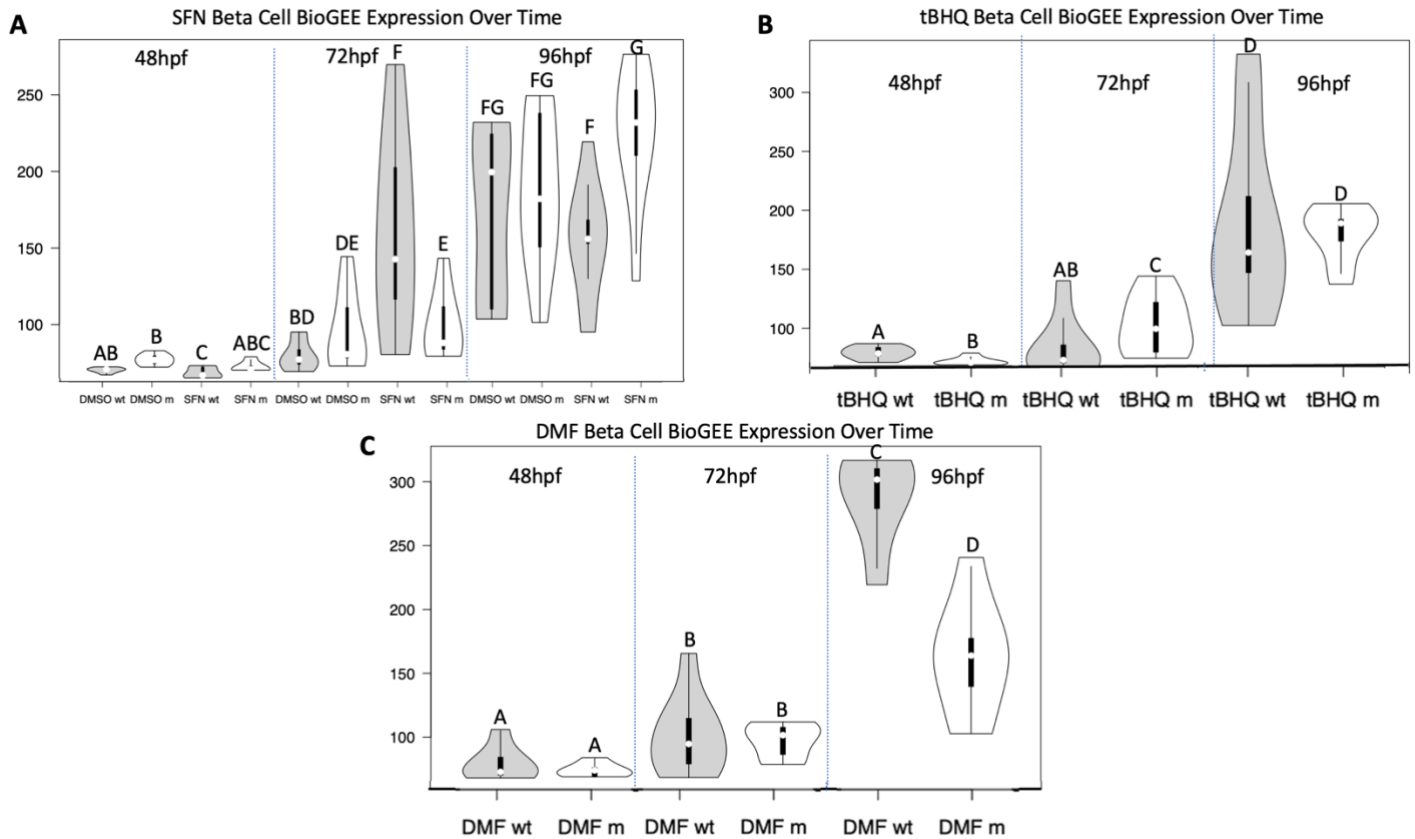 A
SFN Beta Cell BioGEE Expression Over Time
48hpf 72hpf 96hpf
250
200
150
100
AB B C ABC BD DE F E FG FG F G
DMSO wt DMSO m SFN wt SFN m DMSO wt DMSO m SFN wt SFN m DMSO wt DMSO m SFN wt SFN m
B
tBHQ Beta Cell BioGEE Expression Over Time
48hpf 72hpf 96hpf
300
250
200
150
100
A B AB C D D
tBHQ wt tBHQ m tBHQ wt tBHQ m tBHQ wt tBHQ m
C
DMF Beta Cell BioGEE Expression Over Time
48hpf 72hpf 96hpf
300
250
200
150
100
A A B B C D
DMF wt DMF m DMF wt DMF m DMF wt DMF m